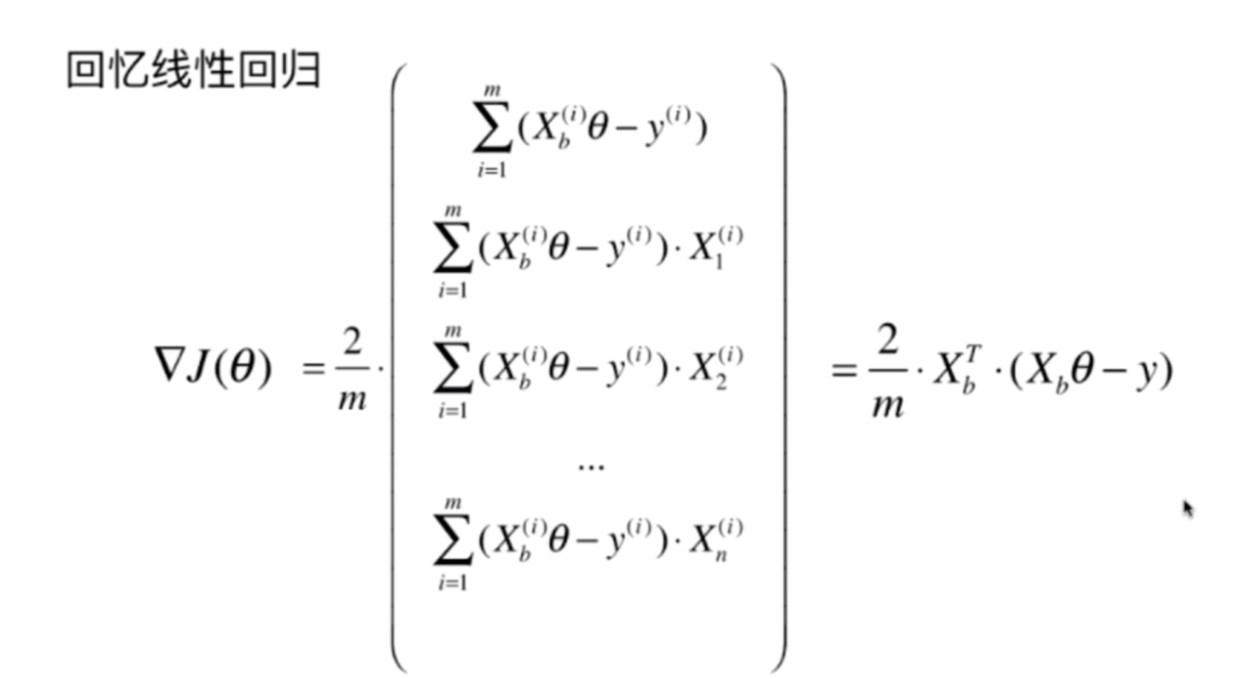 回忆线性回归
$\nabla J(\theta) = \frac{2}{m} \cdot \begin{pmatrix} \sum_{i=1}^{m} (X_b^{(i)}\theta - y^{(i)}) \\ \sum_{i=1}^{m} (X_b^{(i)}\theta - y^{(i)}) \cdot X_1^{(i)} \\ \sum_{i=1}^{m} (X_b^{(i)}\theta - y^{(i)}) \cdot X_2^{(i)} \\ \cdots \\ \sum_{i=1}^{m} (X_b^{(i)}\theta - y^{(i)}) \cdot X_n^{(i)} \end{pmatrix} = \frac{2}{m} \cdot X_b^T \cdot (X_b\theta - y)$